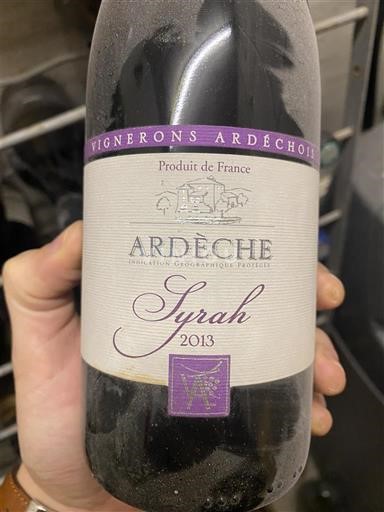 VIGNERONS ARDÉCHOIS
Produit de France
ARDÈCHE
INDICATION GÉOGRAPHIQUE PROTÉGÉE
Syrah
2013